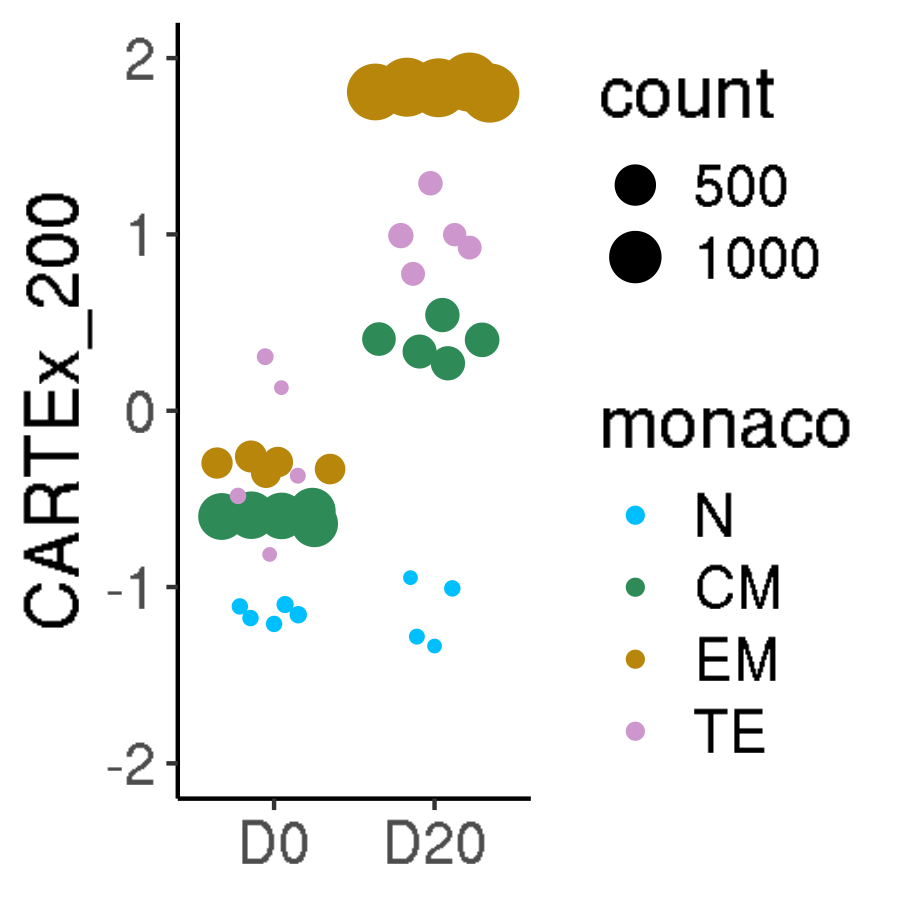 CARTEx_200
2
1
0
-1
-2
D0 D20
count
500
1000
monaco
N
CM
EM
TE